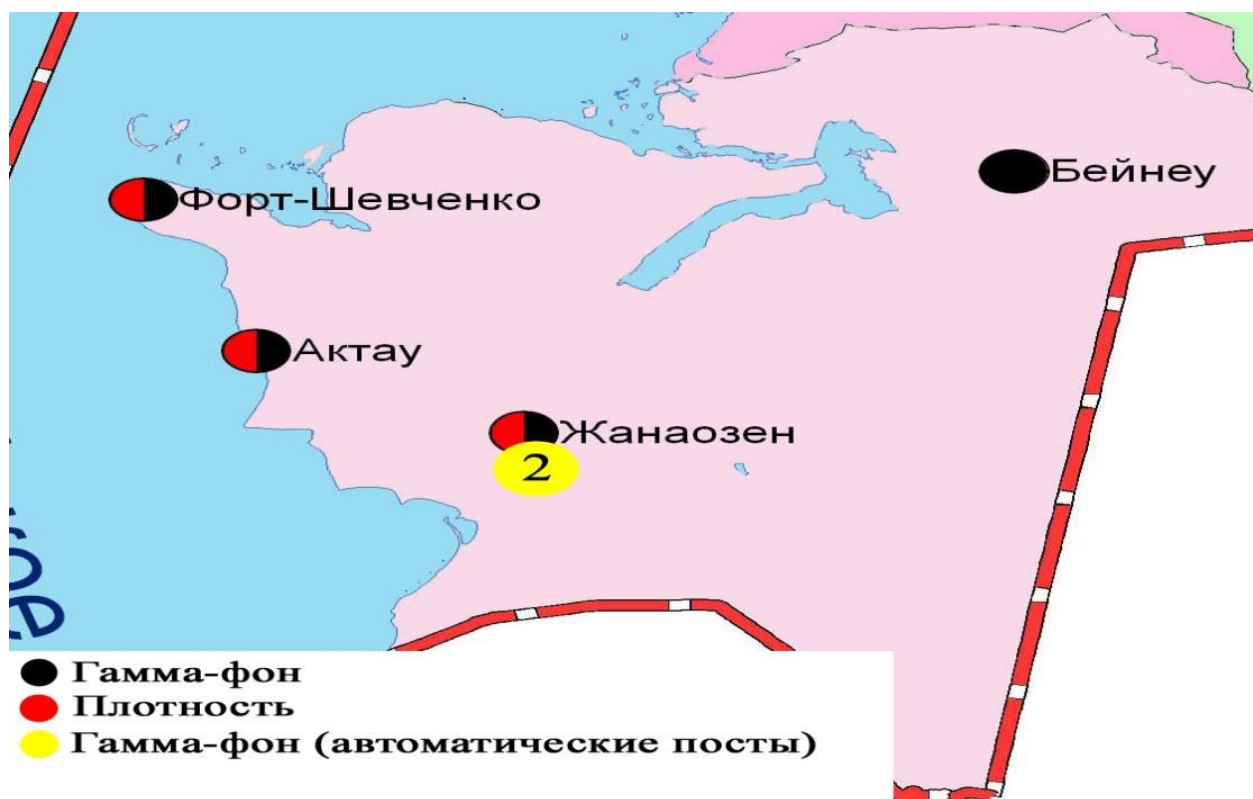 Бейнеу
Форт-Шевченко
Актау
Жанаозен
2
Гамма-фон
Плотность
Гамма-фон (автоматические посты)